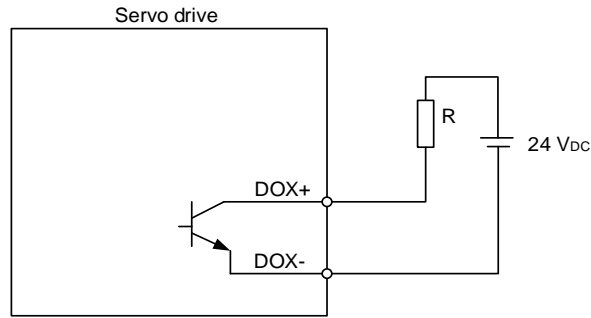 Servo drive
R
24 VDC
DOX+
DOX-